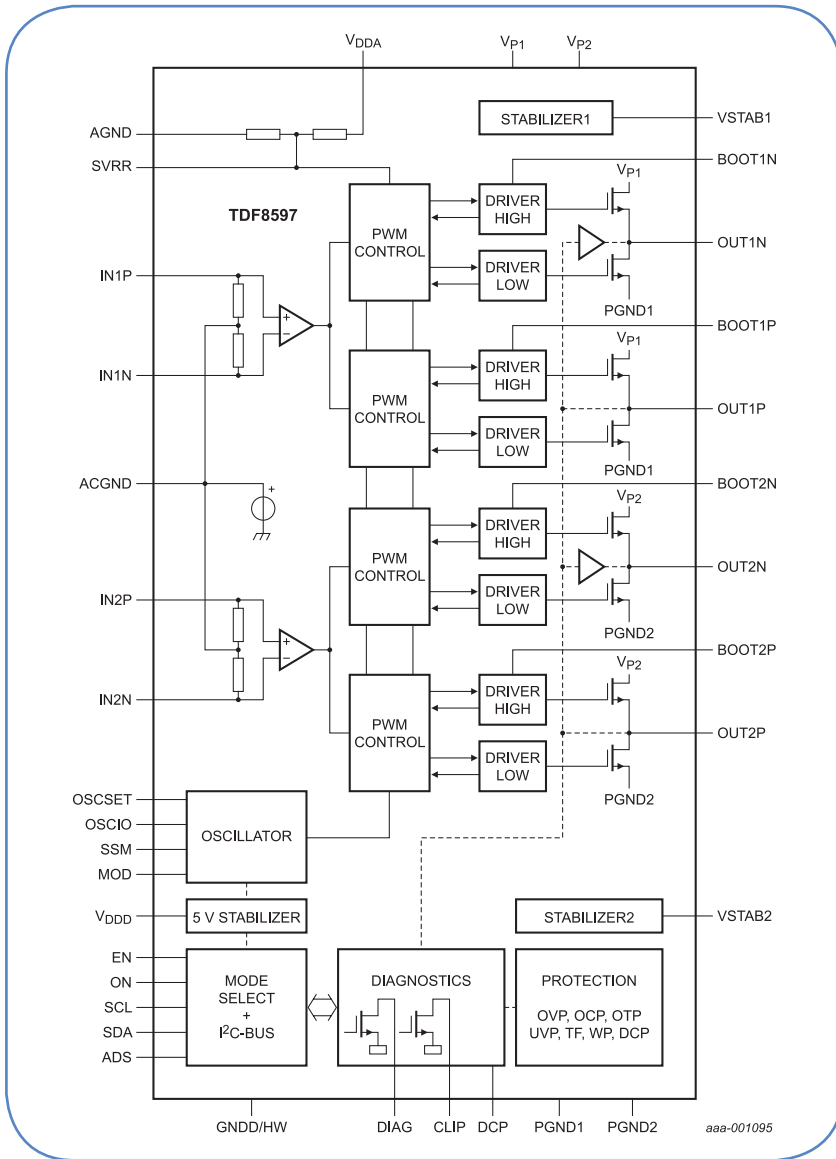 VDDA
VP1
VP2
STABILIZER1
VSTAB1
AGND
SVRR
BOOT1N
TDF8597
PWM
CONTROL
DRIVER
HIGH
VP1
OUT1N
DRIVER
LOW
PGND1
IN1P
+
−
IN1N
BOOT1P
PWM
CONTROL
DRIVER
HIGH
VP1
OUT1P
DRIVER
LOW
PGND1
ACGND
+
BOOT2N
PWM
CONTROL
DRIVER
HIGH
VP2
OUT2N
DRIVER
LOW
PGND2
IN2P
+
−
IN2N
BOOT2P
PWM
CONTROL
DRIVER
HIGH
VP2
OUT2P
DRIVER
LOW
PGND2
OSCSET
OSCIO
SSM
MOD
OSCILLATOR
VDDD
5 V STABILIZER
STABILIZER2
VSTAB2
EN
ON
SCL
SDA
ADS
MODE
SELECT
+
I²C-BUS
DIAGNOSTICS
PROTECTION
OVP, OCP, OTP
UVP, TF, WP, DCP
GNDD/HW
DIAG
CLIP
DCP
PGND1
PGND2
aaa-001095